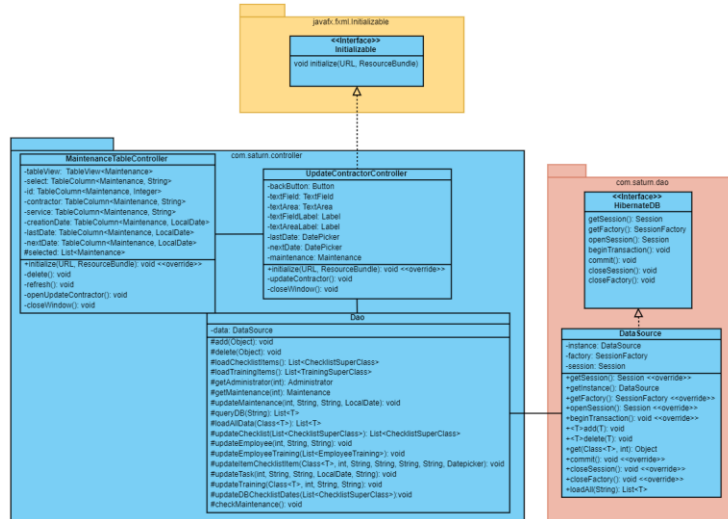 javafx.fxml.Initializable
<<Interface>>
Initializable
void initialize(URL, ResourceBundle)
com.saturn.controller
MaintenanceTableController
-tableView: TableView<Maintenance>
-select: TableColumn<Maintenance, String>
-id: TableColumn<Maintenance, Integer>
-contractor: TableColumn<Maintenance, String>
-service: TableColumn<Maintenance, String>
-creationDate: TableColumn<Maintenance, LocalDate>
-lastDate: TableColumn<Maintenance, LocalDate>
-nextDate: TableColumn<Maintenance, LocalDate>
#selected: List<Maintenance>
+initialize(URL, ResourceBundle): void <<override>>
-delete(): void
-refresh(): void
-openUpdateContractor(): void
-closeWindow(): void
UpdateContractorController
-backButton: Button
-textField: TextField
-textArea: TextArea
-textFieldLabel: Label
-textAreaLabel: Label
-lastDate: DatePicker
-nextDate: DatePicker
-maintenance: Maintenance
+initialize(URL, ResourceBundle): void <<override>>
-updateContractor(): void
-closeWindow(): void
Dao
-data: DataSource
#add(Object): void
#delete(Object): void
#loadChecklistItems(): List<ChecklistSuperClass>
#loadTrainingItems(): List<TrainingSuperClass>
#getAdministrator(int): Administrator
#getMaintenance(int): Maintenance
#updateMaintenance(int, String, String, LocalDate): void
#queryDB(String): List<T>
#loadAllData(Class<T>): List<T>
#updateChecklist(List<ChecklistSuperClass>): List<ChecklistSuperClass>
#updateEmployee(int, String): void
#updateEmployeeTraining(List<EmployeeTraining>): void
#updateItemChecklistItem(Class<T>, int, String, String, String, String, Datepicker): void
#updateTask(int, String, String, LocalDate, String): void
#updateTraining(Class<T>, int, String, String): void
#updateDBChecklistDates(List<ChecklistSuperClass>):void
#checkMaintenance(): void
com.saturn.dao
<<Interface>>
HibernateDB
getSession(): Session
getFactory(): SessionFactory
openSession(): Session
beginTransaction(): void
commit(): void
closeSession(): void
closeFactory(): void
DataSource
-instance: DataSource
-factory: SessionFactory
-session: Session
+getSession(): Session <<override>>
+getInstance(): DataSource
+getFactory(): SessionFactory <<override>>
+openSession(): Session <<override>>
+beginTransaction(): void <<override>>
+<T>add(T): void
+<T>delete(T): void
+get(Class<T>, int): Object
+commit(): void <<override>>
+closeSession(): void <<override>>
+closeFactory(): void <<override>>
+loadAll(String): List<T>